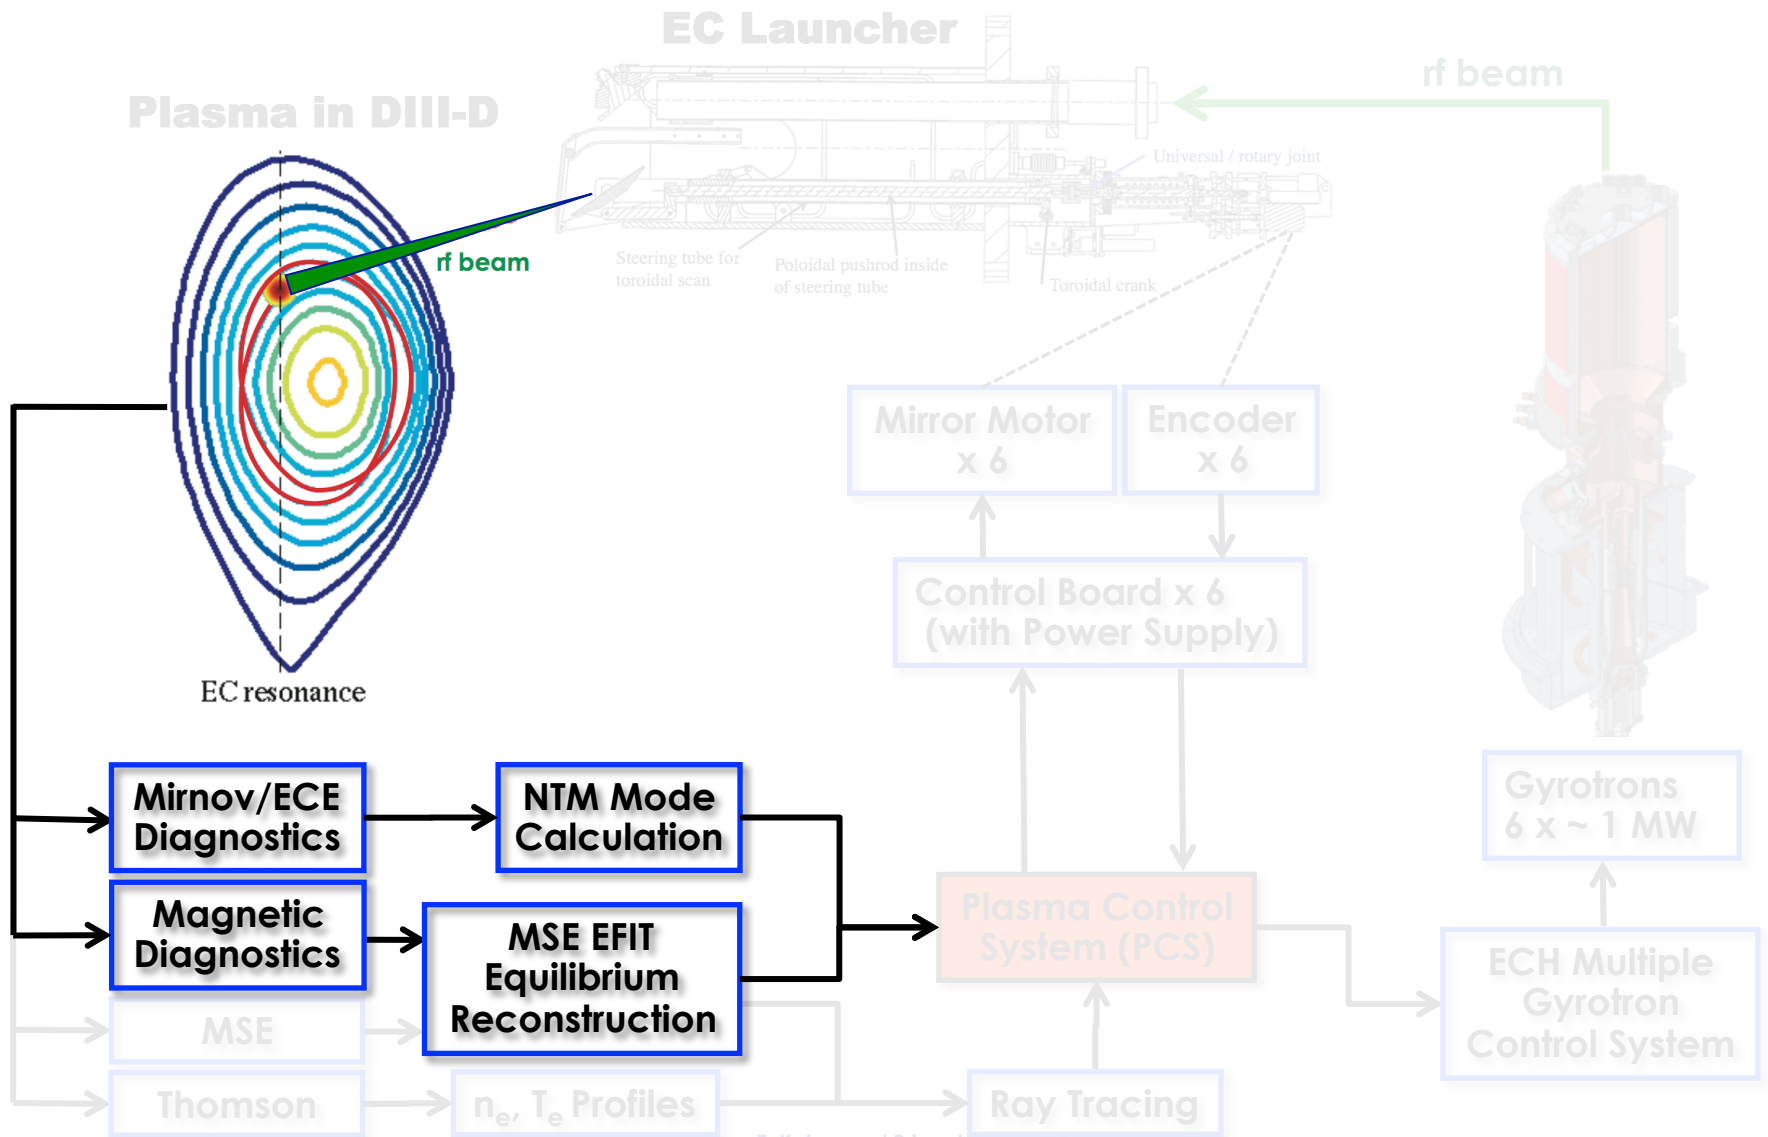 EC Launcher
rf beam
Plasma in DIII-D
Universal / rotary joint
rf beam
Steering tube for
toroidal scan
Poloidal pushrod inside
of steering tube
Toroidal crank
Mirror Motor
x 6
Encoder
x 6
Control Board x 6
(with Power Supply)
EC resonance
Mirnov/ECE
Diagnostics
NTM Mode
Calculation
Gyrotrons
6 x ~ 1 MW
Magnetic
Diagnostics
MSE EFIT
Equilibrium
Reconstruction
Plasma Control
System (PCS)
ECH Multiple
Gyrotron
Control System
MSE
Thomson
ne, Te Profiles
Ray Tracing